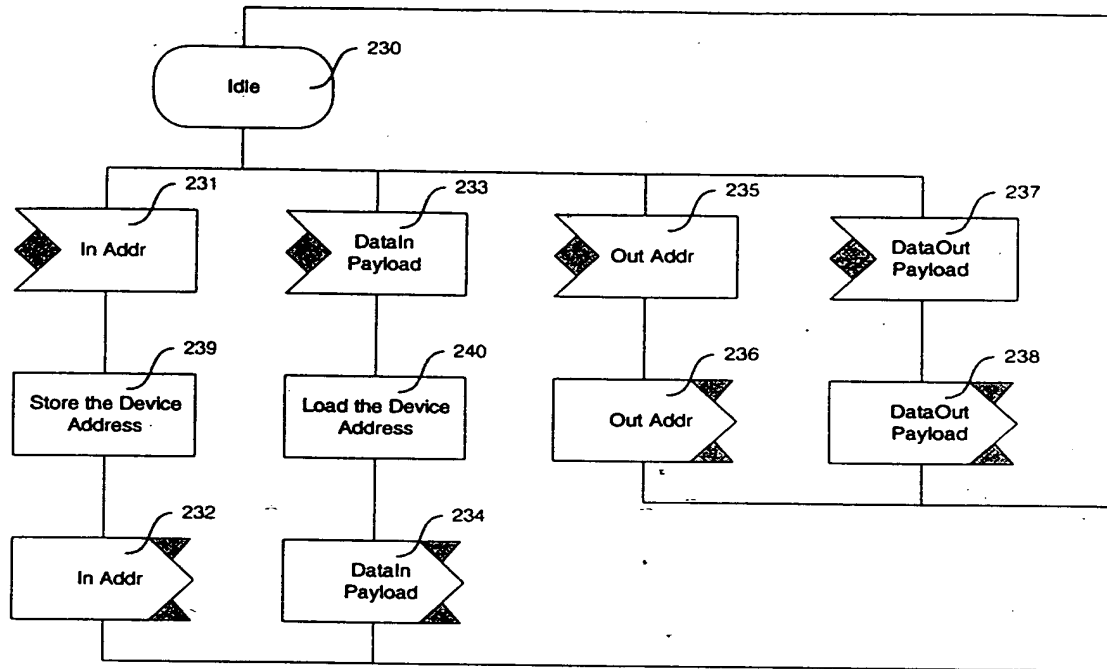 230
Idle
231
233
235
237
In Addr
DataIn
Payload
Out Addr
DataOut
Payload
239
240
236
238
Store the Device
Address
Load the Device
Address
Out Addr
DataOut
Payload
232
234
In Addr
DataIn
Payload